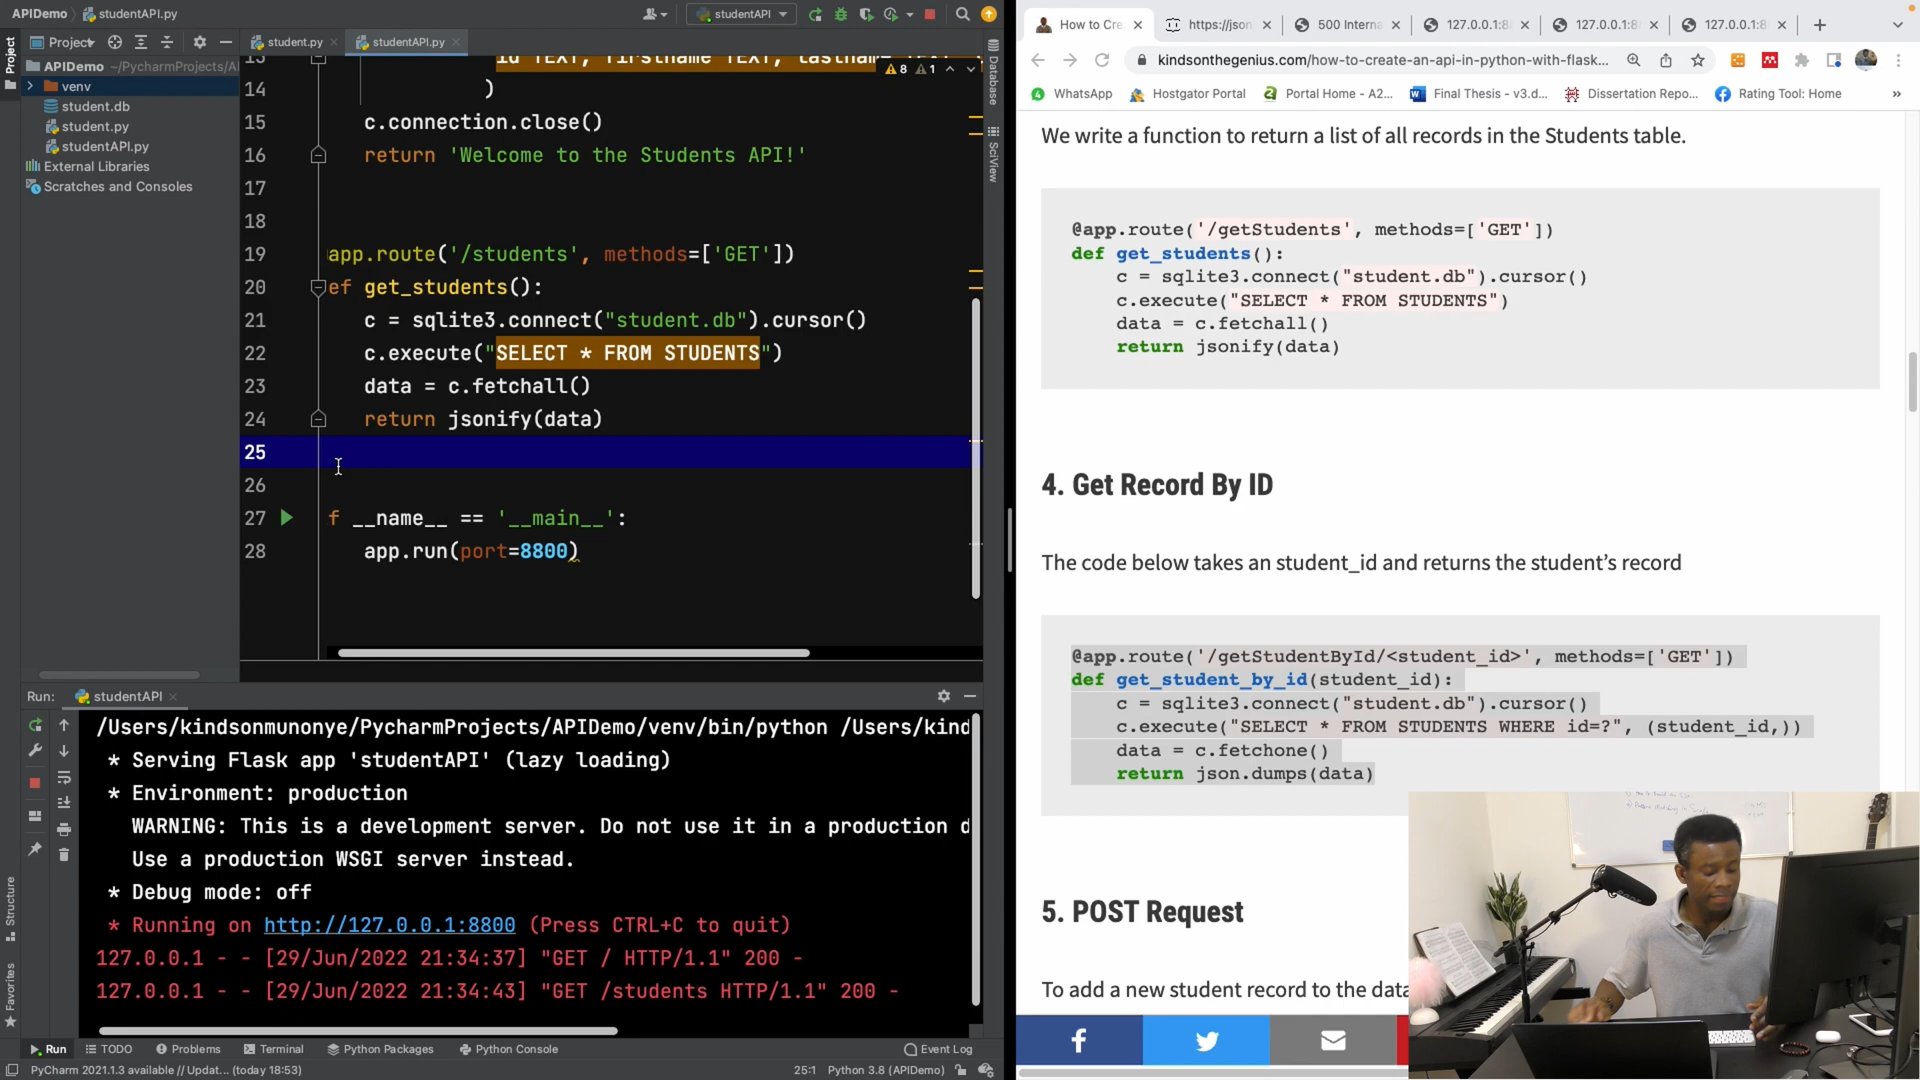 APIDemo studentAPI.py
studentAPI
Project
APIDemo ~/PycharmProjects/A
venv
student.db
student.py
studentAPI.py
External Libraries
Scratches and Consoles
Project
Structure
Favorites
student.py studentAPI.py
8 1
13 id TEXT, firstname TEXT, lastname TEXT
14 )
15 c.connection.close()
16 return 'Welcome to the Students API!'
17
18
19 app.route('/students', methods=['GET'])
20 ef get_students():
21 c = sqlite3.connect("student.db").cursor()
22 c.execute("SELECT * FROM STUDENTS")
23 data = c.fetchall()
24 return jsonify(data)
25
26
27 f __name__ == '__main__':
28 app.run(port=8800)
Database
SciView
Run: studentAPI
/Users/kindsonmunonye/PycharmProjects/APIDemo/venv/bin/python /Users/kind
* Serving Flask app 'studentAPI' (lazy loading)
* Environment: production
WARNING: This is a development server. Do not use it in a production d
Use a production WSGI server instead.
* Debug mode: off
* Running on http://127.0.0.1:8800 (Press CTRL+C to quit)
127.0.0.1 - - [29/Jun/2022 21:34:37] "GET / HTTP/1.1" 200 -
127.0.0.1 - - [29/Jun/2022 21:34:43] "GET /students HTTP/1.1" 200 -
Run TODO Problems Terminal Python Packages Python Console Event Log
PyCharm 2021.1.3 available // Updat... (today 18:53) 25:1 Python 3.8 (APIDemo)
How to Cre https://json 500 Interna 127.0.0.1:8 127.0.0.1:8 127.0.0.1:8
kindsonthegenius.com/how-to-create-an-api-in-python-with-flask...
WhatsApp Hostgator Portal Portal Home - A2... Final Thesis - v3.d... Dissertation Repo... Rating Tool: Home »
We write a function to return a list of all records in the Students table.
@app.route('/getStudents', methods=['GET'])
def get_students():
c = sqlite3.connect("student.db").cursor()
c.execute("SELECT * FROM STUDENTS")
data = c.fetchall()
return jsonify(data)
4. Get Record By ID
The code below takes an student_id and returns the student’s record
@app.route('/getStudentById/<student_id>', methods=['GET'])
def get_student_by_id(student_id):
c = sqlite3.connect("student.db").cursor()
c.execute("SELECT * FROM STUDENTS WHERE id=?", (student_id,))
data = c.fetchone()
return json.dumps(data)
5. POST Request
To add a new student record to the data